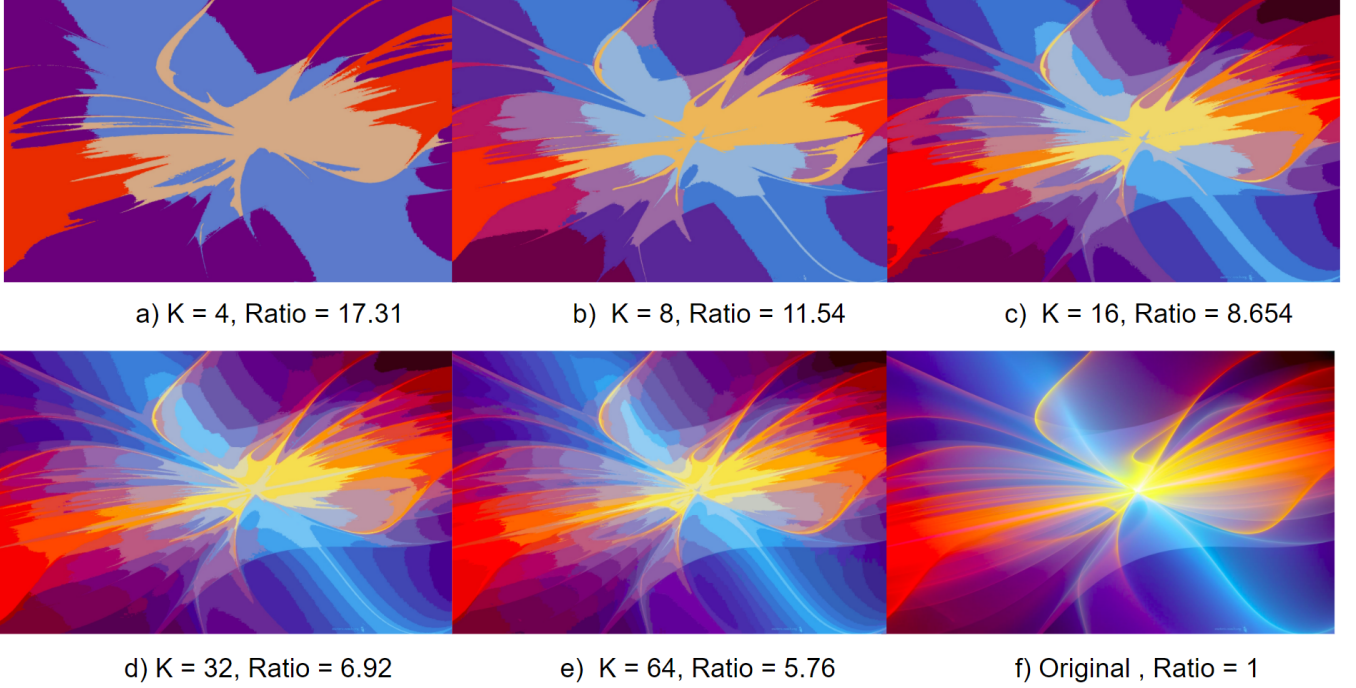 a) K = 4, Ratio = 17.31
b) K = 8, Ratio = 11.54
c) K = 16, Ratio = 8.654
d) K = 32, Ratio = 6.92
e) K = 64, Ratio = 5.76
f) Original , Ratio = 1